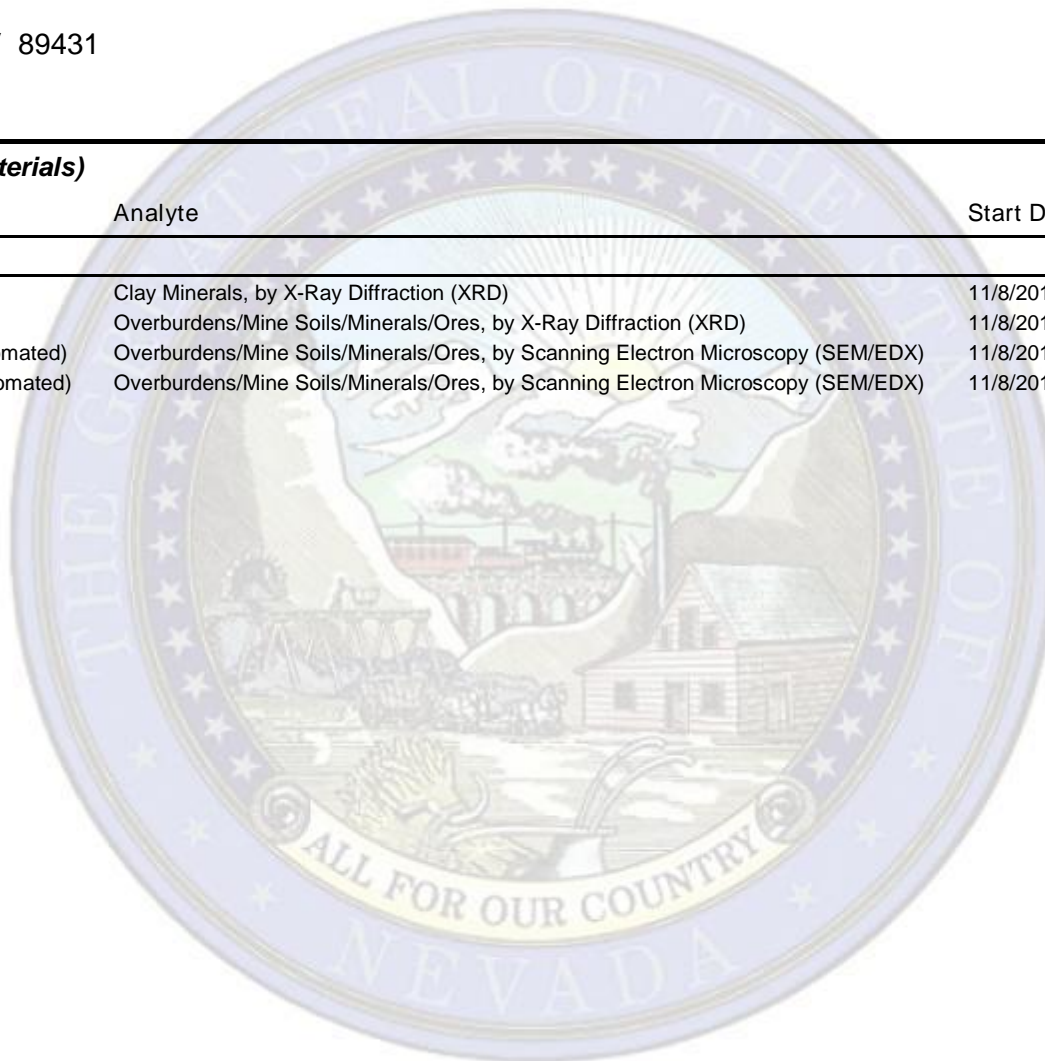 89431
terials)
Analyte Start D
Clay Minerals, by X-Ray Diffraction (XRD) 11/8/201
Overburdens/Mine Soils/Minerals/Ores, by X-Ray Diffraction (XRD) 11/8/201
omated) Overburdens/Mine Soils/Minerals/Ores, by Scanning Electron Microscopy (SEM/EDX) 11/8/201
omated) Overburdens/Mine Soils/Minerals/Ores, by Scanning Electron Microscopy (SEM/EDX) 11/8/201
THE GREAT SEAL OF THE STATE OF
ALL FOR OUR COUNTRY
NEVADA